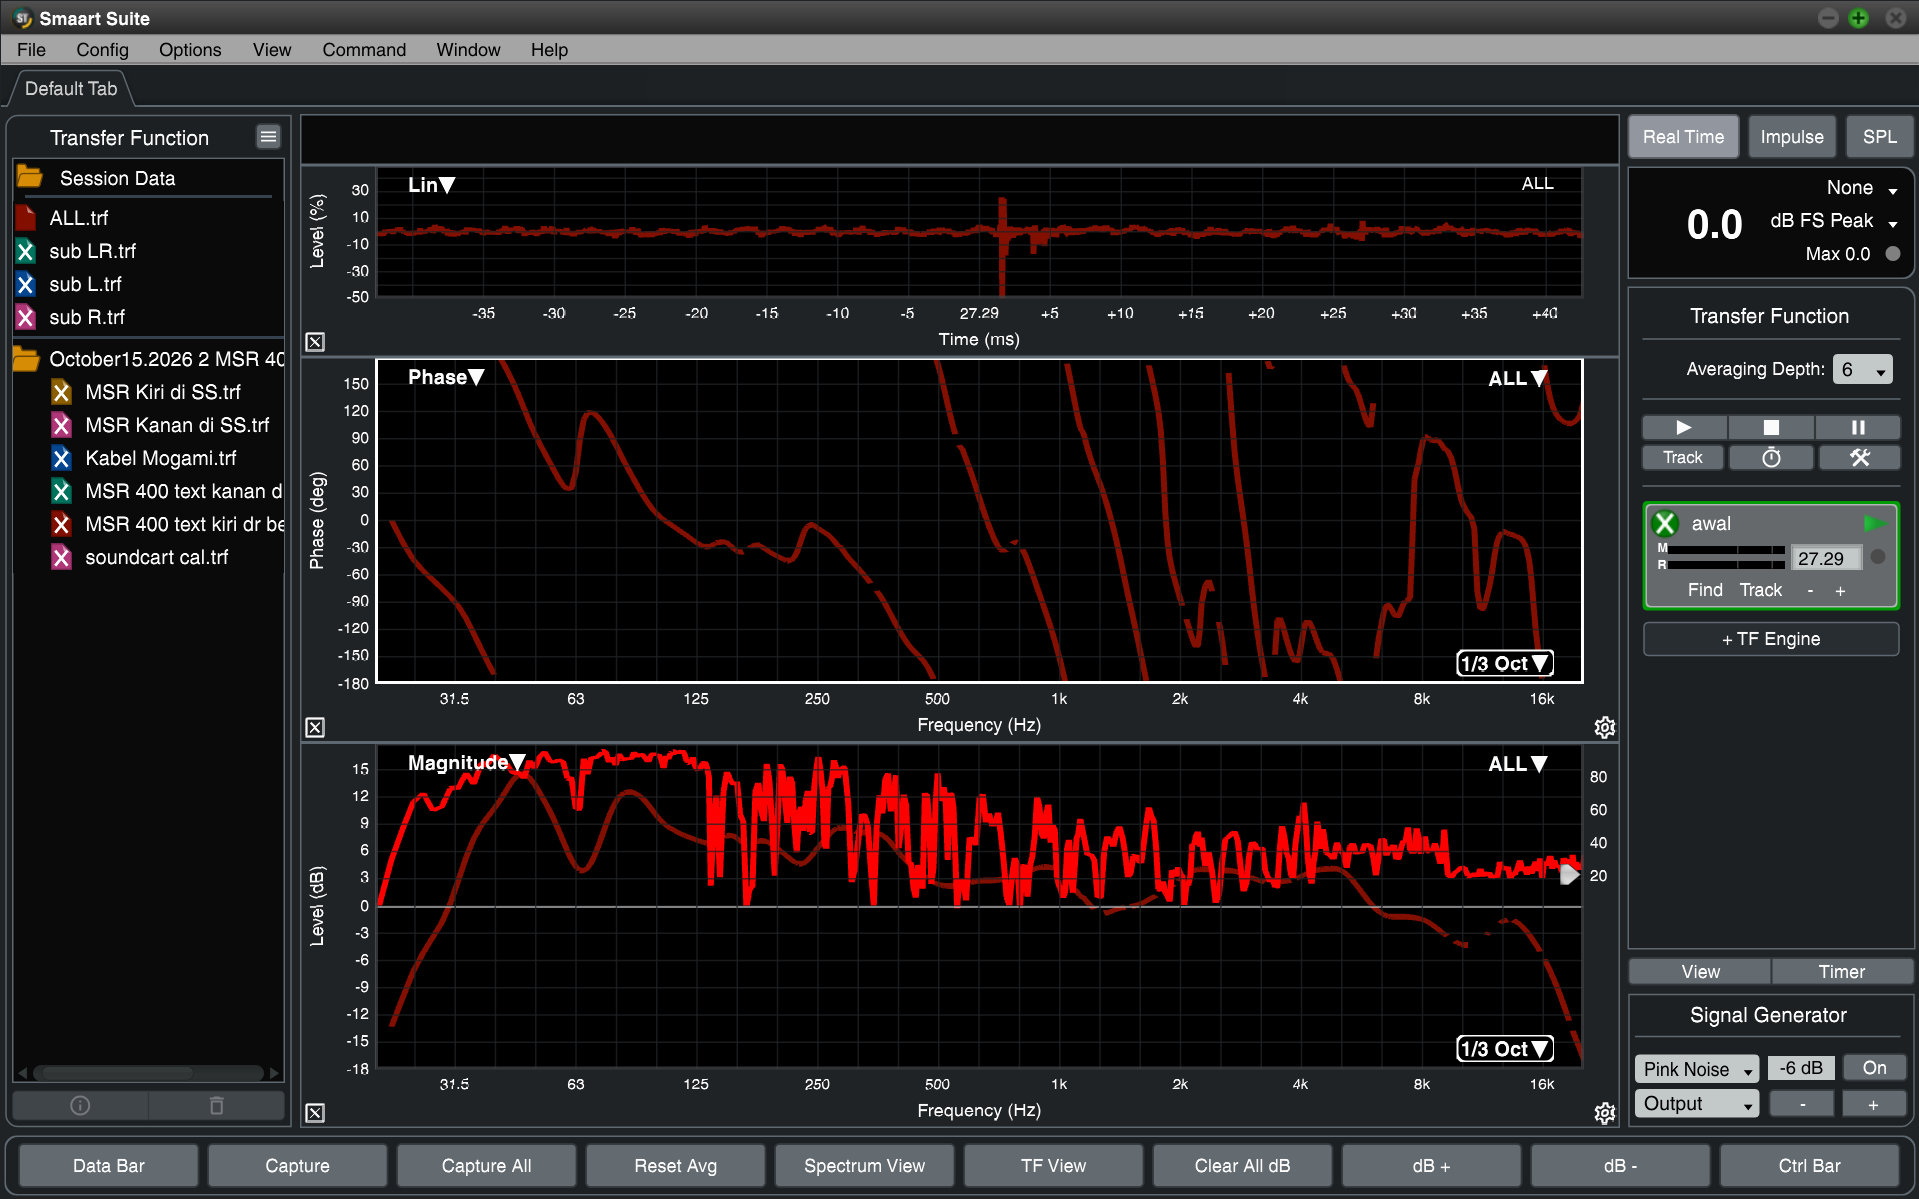 Smaart Suite
File Config Options View Command Window Help
Default Tab
Transfer Function
Session Data
ALL.trf
sub LR.trf
sub L.trf
sub R.trf
October15.2026 2 MSR 40
MSR Kiri di SS.trf
MSR Kanan di SS.trf
Kabel Mogami.trf
MSR 400 text kanan d
MSR 400 text kiri dr be
soundcart cal.trf
Lin ALL
Level (%)
30
10
-10
-30
-50
-35 -30 -25 -20 -15 -10 -5 27.29 +5 +10 +15 +20 +25 +30 +35 +40
Time (ms)
Phase ALL
Phase (deg)
150
120
90
60
30
0
-30
-60
-90
-120
-150
-180
1/3 Oct
31.5 63 125 250 500 1k 2k 4k 8k 16k
Frequency (Hz)
Magnitude ALL
Level (dB)
15
12
9
6
3
0
-3
-6
-9
-12
-15
-18
80
60
40
20
1/3 Oct
31.5 63 125 250 500 1k 2k 4k 8k 16k
Frequency (Hz)
Real Time Impulse SPL
None
0.0 dB FS Peak
Max 0.0
Transfer Function
Averaging Depth: 6
Track
awal
M
R
27.29
Find Track - +
+ TF Engine
View Timer
Signal Generator
Pink Noise -6 dB On
Output - +
Data Bar Capture Capture All Reset Avg Spectrum View TF View Clear All dB dB + dB - Ctrl Bar